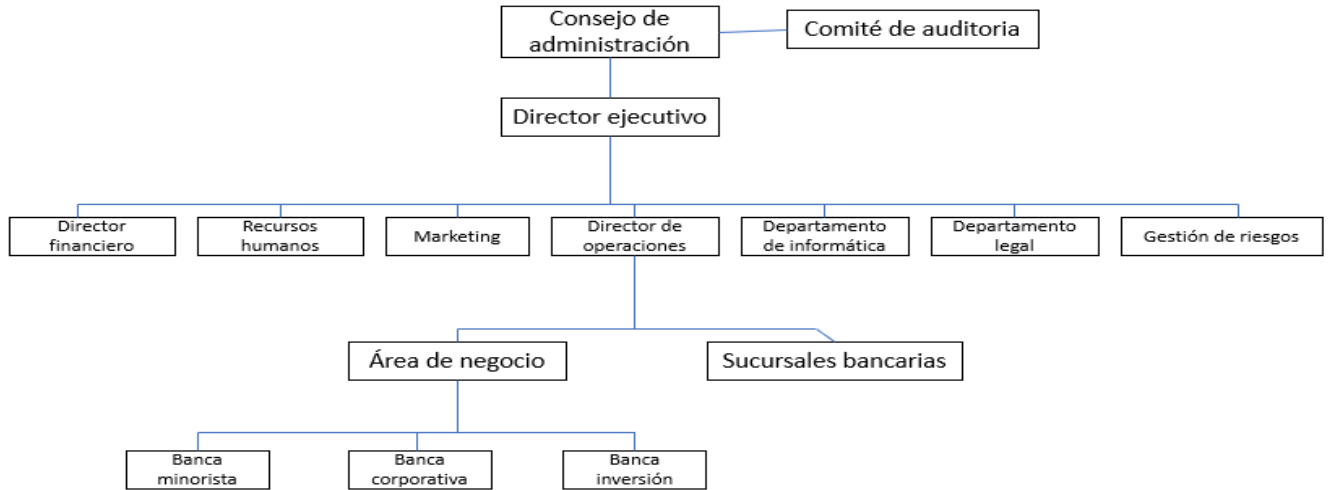 Consejo de
administración
Comité de auditoria
Director ejecutivo
Director
financiero
Recursos
humanos
Marketing
Director de
operaciones
Departamento
de informática
Departamento
legal
Gestión de riesgos
Área de negocio
Sucursales bancarias
Banca
minorista
Banca
corporativa
Banca
inversión